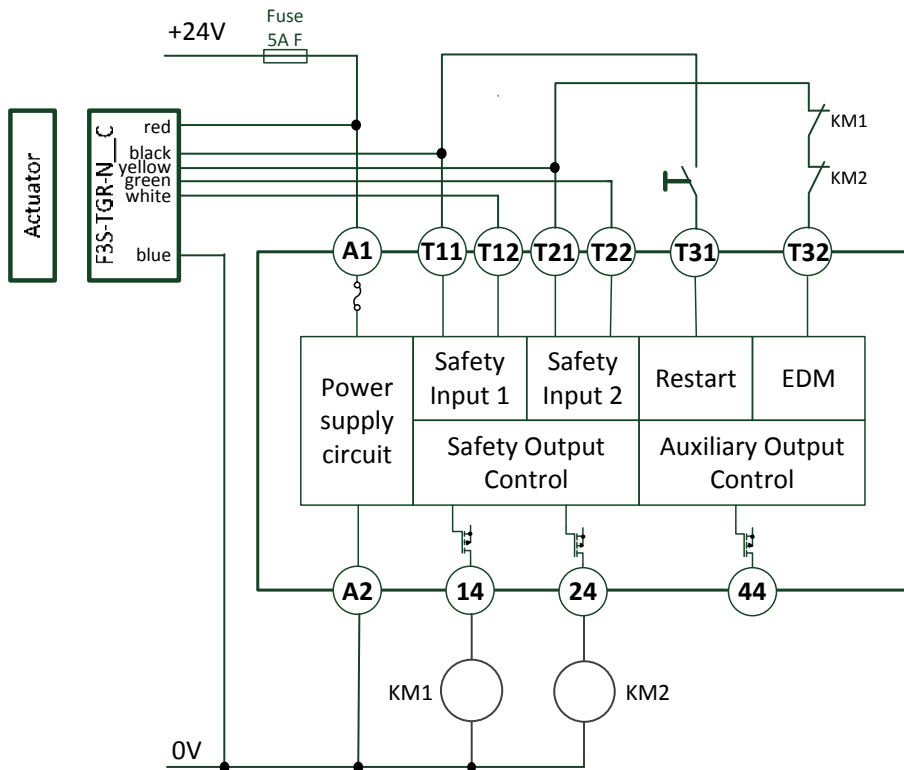 +24V
Fuse
5A F
Actuator
F3S-TGR-N__C
red
black
yellow
green
white
blue
KM1
KM2
A1
T11
T12
T21
T22
T31
T32
Power
supply
circuit
Safety
Input 1
Safety
Input 2
Restart
EDM
Safety Output
Control
Auxiliary Output
Control
A2
14
24
44
KM1
KM2
0V